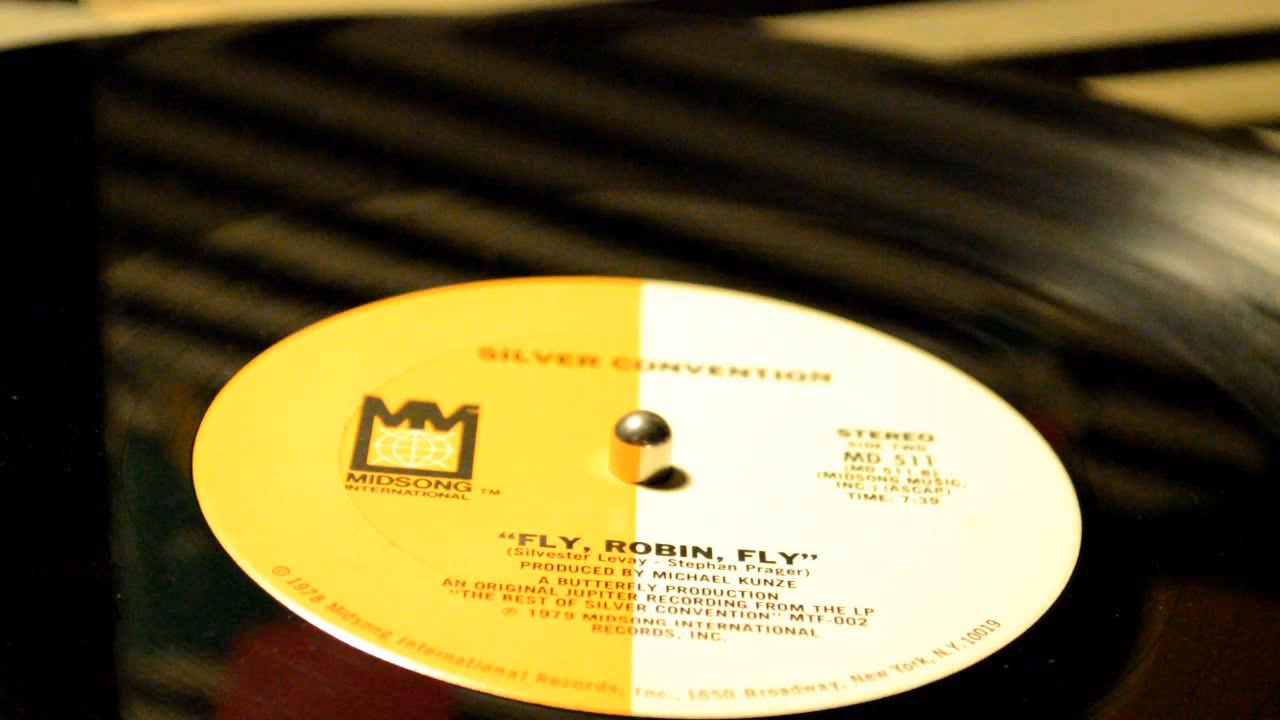 SILVER CONVENTION
MM
MIDSONG
INTERNATIONAL ™
STEREO
SIDE TWO
MD 511
(MD 511 B)
(MIDSONG MUSIC,
INC.) (ASCAP)
TIME: 7:39
“FLY, ROBIN, FLY”
(Silvester Levay - Stephan Prager)
PRODUCED BY MICHAEL KUNZE
A BUTTERFLY PRODUCTION
AN ORIGINAL JUPITER RECORDING FROM THE LP
"THE BEST OF SILVER CONVENTION" MTF-002
℗ 1979 MIDSONG INTERNATIONAL
RECORDS, INC.
© 1978 Midsong International Records, Inc., 1650 Broadway, New York, N.Y. 10019